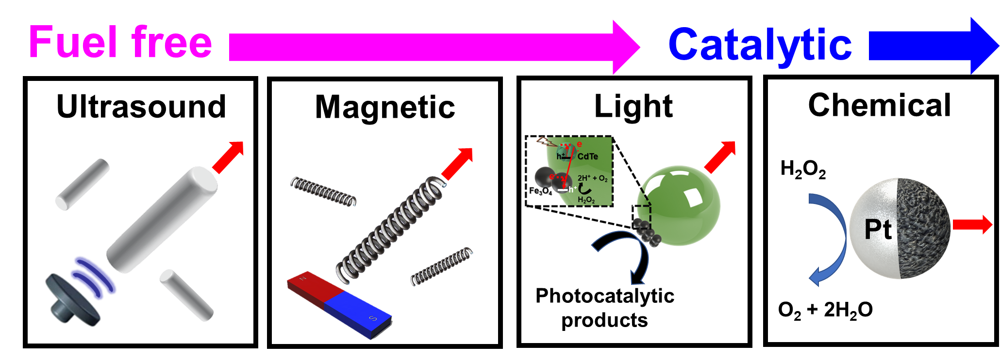 Fuel free
Catalytic
Ultrasound
Magnetic
N
S
Light
e
h⁺
CdTe
e⁻
h⁺
Fe₃O₄
2H⁺ + O₂
H₂O₂
Photocatalytic
products
Chemical
H₂O₂
Pt
O₂ + 2H₂O